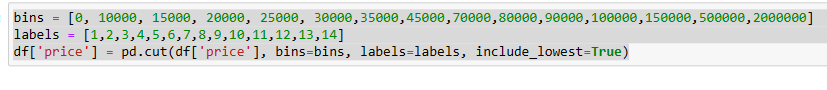 bins = [0, 10000, 15000, 20000, 25000, 30000,35000,45000,70000,80000,90000,100000,150000,500000,2000000]
labels = [1,2,3,4,5,6,7,8,9,10,11,12,13,14]
df['price'] = pd.cut(df['price'], bins=bins, labels=labels, include_lowest=True)